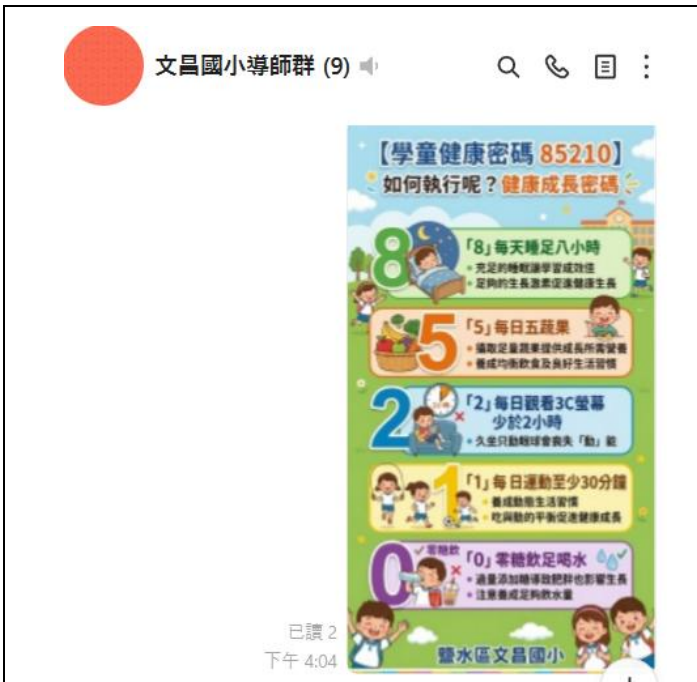 文昌國小導師群 (9)
【學童健康密碼 85210】
如何執行呢?健康成長密碼
8
「8」每天睡足八小時
• 充足的睡眠讓學習成效佳
• 足夠的生長激素促進健康生長
5
「5」每日五蔬果
• 攝取足量蔬果提供成長所需營養
• 養成均衡飲食及良好生活習慣
2
「2」每日觀看3C螢幕
少於2小時
• 久坐只動眼球會喪失「動」能
1
「1」每日運動至少30分鐘
• 養成動態生活習慣
• 吃與動的平衡促進健康成長
0
零糖飲
「0」零糖飲足喝水
• 過量添加糖導致肥胖也影響生長
• 注意養成足夠飲水量
已讀 2
下午 4:04
鹽水區文昌國小